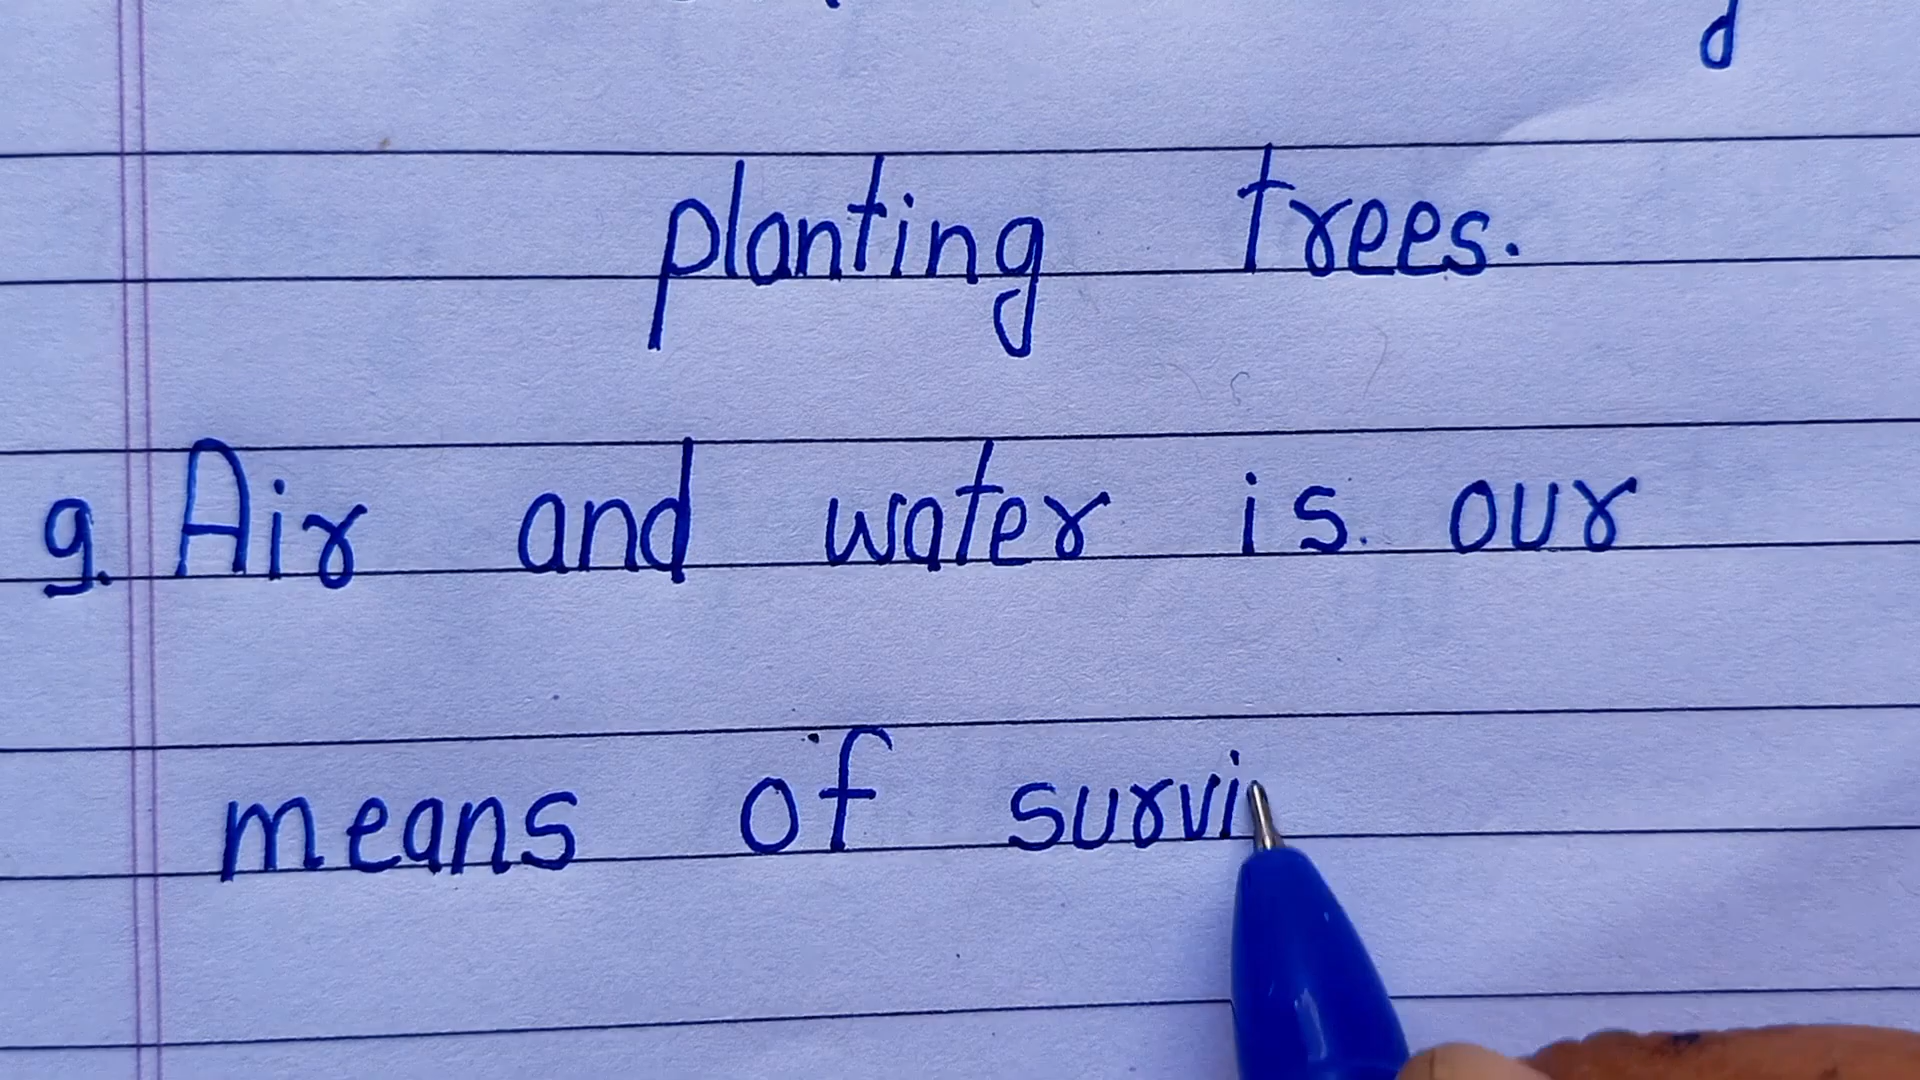 planting trees.
9. Air and water is our
means of survi